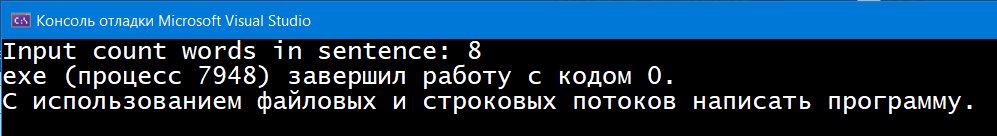 Консоль отладки Microsoft Visual Studio
Input count words in sentence: 8
exe (процесс 7948) завершил работу с кодом 0.
С использованием файловых и строковых потоков написать программу.